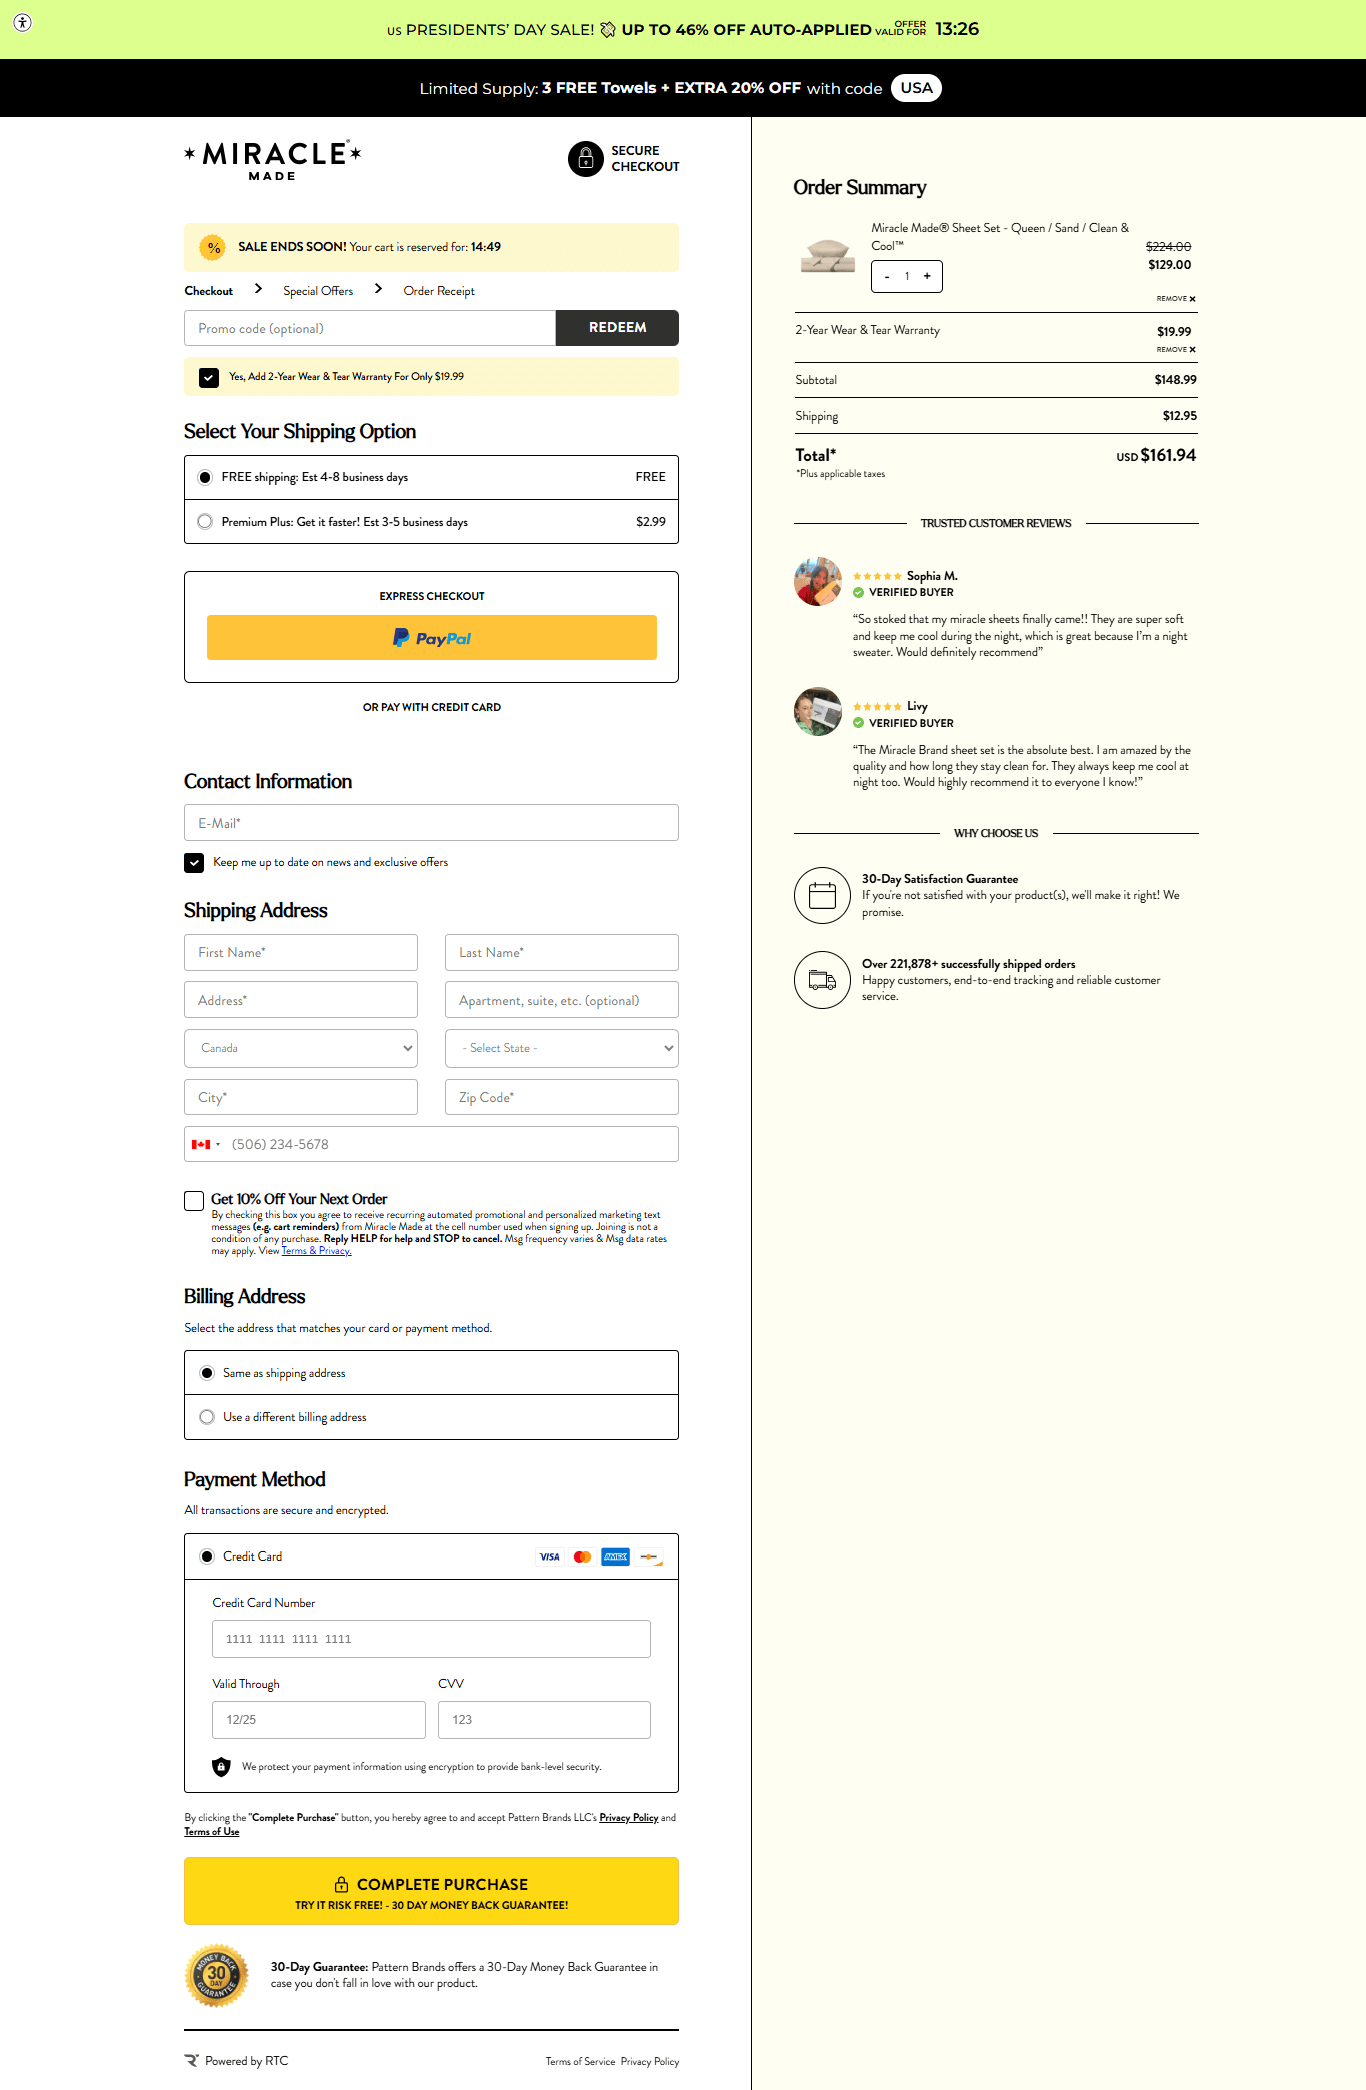 US PRESIDENTS' DAY SALE! UP TO 46% OFF AUTO-APPLIED OFFER VALID FOR 13:26
Limited Supply: 3 FREE Towels + EXTRA 20% OFF with code USA
MIRACLE®
MADE
SECURE
CHECKOUT
% SALE ENDS SOON! Your cart is reserved for: 14:49
Checkout > Special Offers > Order Receipt
Promo code (optional) REDEEM
Yes, Add 2-Year Wear & Tear Warranty For Only $19.99
Select Your Shipping Option
FREE shipping: Est 4-8 business days FREE
Premium Plus: Get it faster! Est 3-5 business days $2.99
EXPRESS CHECKOUT
PayPal
OR PAY WITH CREDIT CARD
Contact Information
E-Mail*
Keep me up to date on news and exclusive offers
Shipping Address
First Name* Last Name*
Address* Apartment, suite, etc. (optional)
Canada - Select State -
City* Zip Code*
(506) 234-5678
Get 10% Off Your Next Order
By checking this box you agree to receive recurring automated promotional and personalized marketing text
messages (e.g. cart reminders) from Miracle Made at the cell number used when signing up. Joining is not a
condition of any purchase. Reply HELP for help and STOP to cancel. Msg frequency varies & Msg data rates
may apply. View Terms & Privacy.
Billing Address
Select the address that matches your card or payment method.
Same as shipping address
Use a different billing address
Payment Method
All transactions are secure and encrypted.
Credit Card VISA AMEX
Credit Card Number
1111 1111 1111 1111
Valid Through CVV
12/25 123
We protect your payment information using encryption to provide bank-level security.
By clicking the "Complete Purchase" button, you hereby agree to and accept Pattern Brands LLC's Privacy Policy and
Terms of Use
COMPLETE PURCHASE
TRY IT RISK FREE! - 30 DAY MONEY BACK GUARANTEE!
MONEY BACK
30
DAY
GUARANTEE
30-Day Guarantee: Pattern Brands offers a 30-Day Money Back Guarantee in
case you don't fall in love with our product.
Powered by RTC Terms of Service Privacy Policy
Order Summary
Miracle Made® Sheet Set - Queen / Sand / Clean &
Cool™
$224.00
$129.00
- 1 +
REMOVE ×
2-Year Wear & Tear Warranty $19.99
REMOVE ×
Subtotal $148.99
Shipping $12.95
Total* USD $161.94
*Plus applicable taxes
TRUSTED CUSTOMER REVIEWS
Sophia M.
VERIFIED BUYER
“So stoked that my miracle sheets finally came!! They are super soft
and keep me cool during the night, which is great because I'm a night
sweater. Would definitely recommend”
Livy
VERIFIED BUYER
“The Miracle Brand sheet set is the absolute best. I am amazed by the
quality and how long they stay clean for. They always keep me cool at
night too. Would highly recommend it to everyone I know!”
WHY CHOOSE US
30-Day Satisfaction Guarantee
If you're not satisfied with your product(s), we'll make it right! We
promise.
Over 221,878+ successfully shipped orders
Happy customers, end-to-end tracking and reliable customer
service.